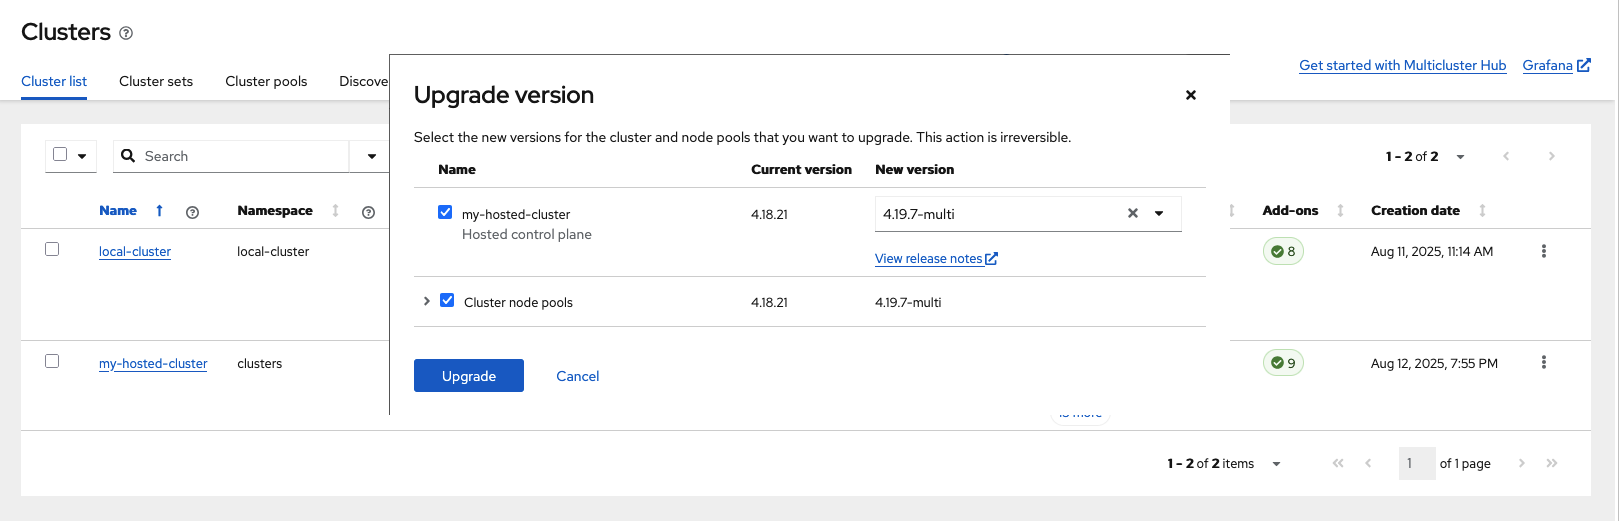 Clusters
Get started with Multicluster Hub Grafana
Cluster list Cluster sets Cluster pools Discove
Upgrade version
Select the new versions for the cluster and node pools that you want to upgrade. This action is irreversible.
Name Current version New version
my-hosted-cluster 4.18.21 4.19.7-multi
Hosted control plane
View release notes
Cluster node pools 4.18.21 4.19.7-multi
Upgrade Cancel
Search
1 - 2 of 2
Name Namespace Add-ons Creation date
local-cluster local-cluster 8 Aug 11, 2025, 11:14 AM
my-hosted-cluster clusters 9 Aug 12, 2025, 7:55 PM
1 - 2 of 2 items 1 of 1 page